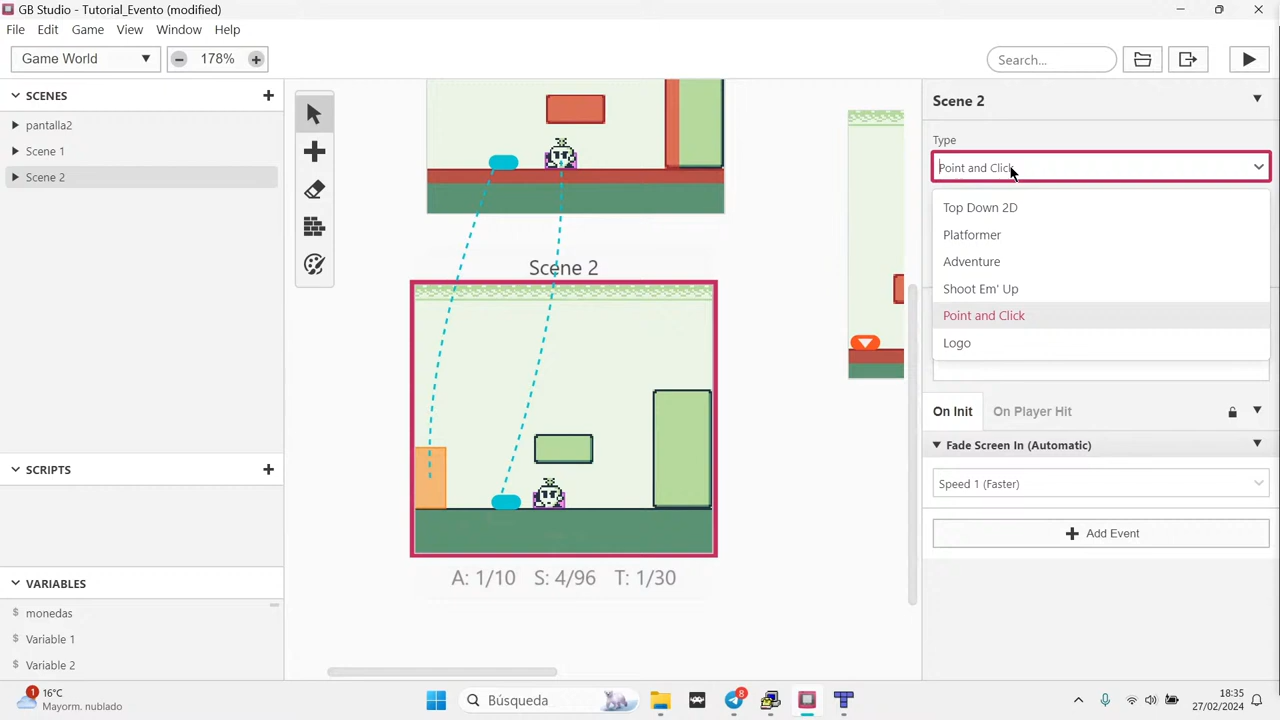 GB Studio - Tutorial_Evento (modified)
File Edit Game View Window Help
Game World 178% Search...
SCENES
pantalla2
Scene 1
Scene 2
SCRIPTS
VARIABLES
$ monedas
$ Variable 1
$ Variable 2
Scene 2
A: 1/10 S: 4/96 T: 1/30
Scene 2
Type
Point and Click
Top Down 2D
Platformer
Adventure
Shoot Em' Up
Point and Click
Logo
On Init On Player Hit
Fade Screen In (Automatic)
Speed 1 (Faster)
Add Event
1
16°C
Mayorm. nublado
Búsqueda
8
18:35
27/02/2024